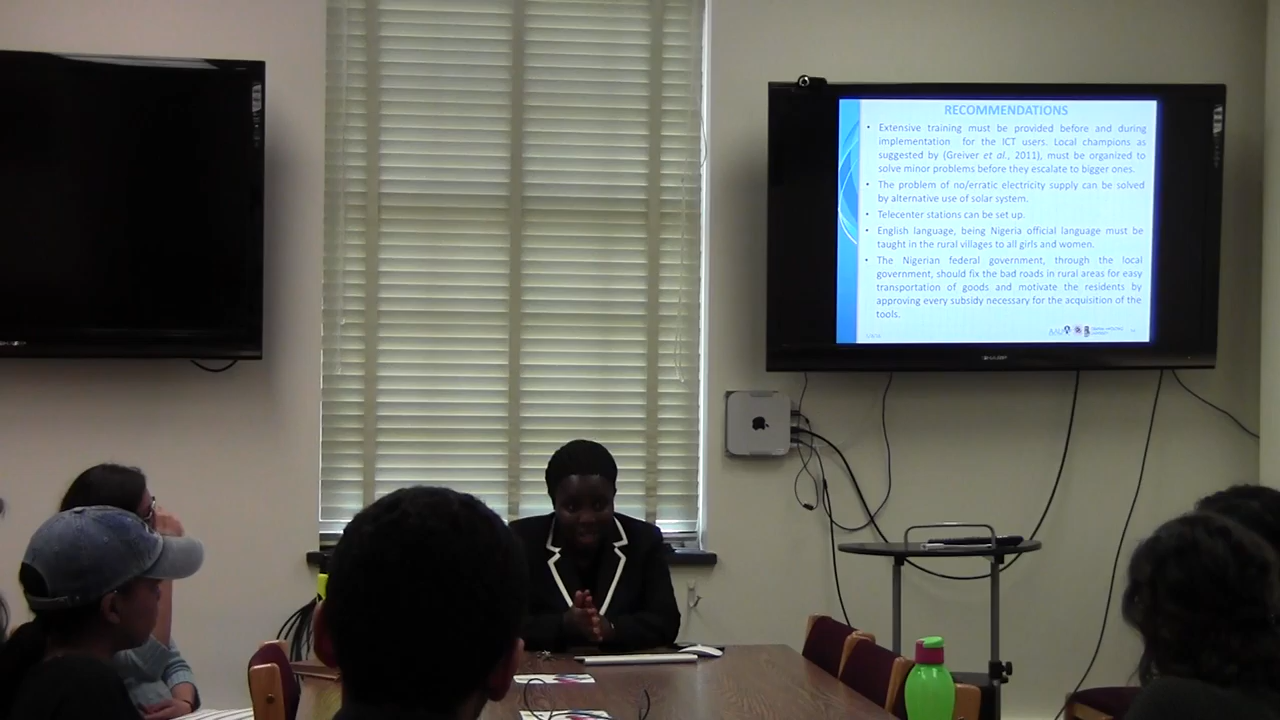 RECOMMENDATIONS
• Extensive training must be provided before and during
implementation for the ICT users. Local champions as
suggested by (Greiver et al., 2011), must be organized to
solve minor problems before they escalate to bigger ones.
• The problem of no/erratic electricity supply can be solved
by alternative use of solar system.
• Telecenter stations can be set up.
• English language, being Nigeria official language must be
taught in the rural villages to all girls and women.
• The Nigerian federal government, through the local
government, should fix the bad roads in rural areas for easy
transportation of goods and motivate the residents by
approving every subsidy necessary for the acquisition of the
tools.
SHARP